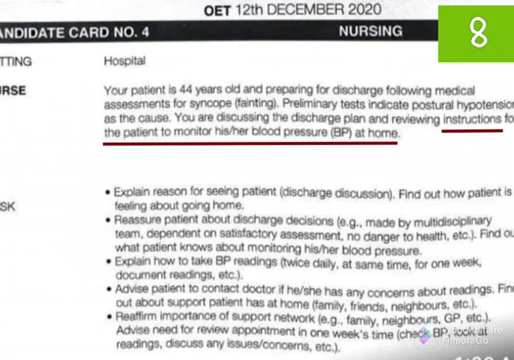 OET 12th DECEMBER 2020
ANDIDATE CARD NO. 4 NURSING
8
TTING Hospital
URSE Your patient is 44 years old and preparing for discharge following medical
assessments for syncope (fainting). Preliminary tests indicate postural hypotension
as the cause. You are discussing the discharge plan and reviewing instructions fo
the patient to monitor his/her blood pressure (BP) at home.
SK • Explain reason for seeing patient (discharge discussion). Find out how patient is
feeling about going home.
• Reassure patient about discharge decisions (e.g., made by multidisciplinary
team, dependent on satisfactory assessment, no danger to health, etc.). Find ou
what patient knows about monitoring his/her blood pressure.
• Explain how to take BP readings (twice daily, at same time, for one week,
document readings, etc.).
• Advise patient to contact doctor if he/she has any concerns about readings. Fin
out about support patient has at home (family, friends, neighbours, etc.).
• Reaffirm importance of support network (e.g., family, neighbours, GP, etc.).
Advise need for review appointment in one week's time (check BP, look at
readings, discuss any issues/concerns, etc.).